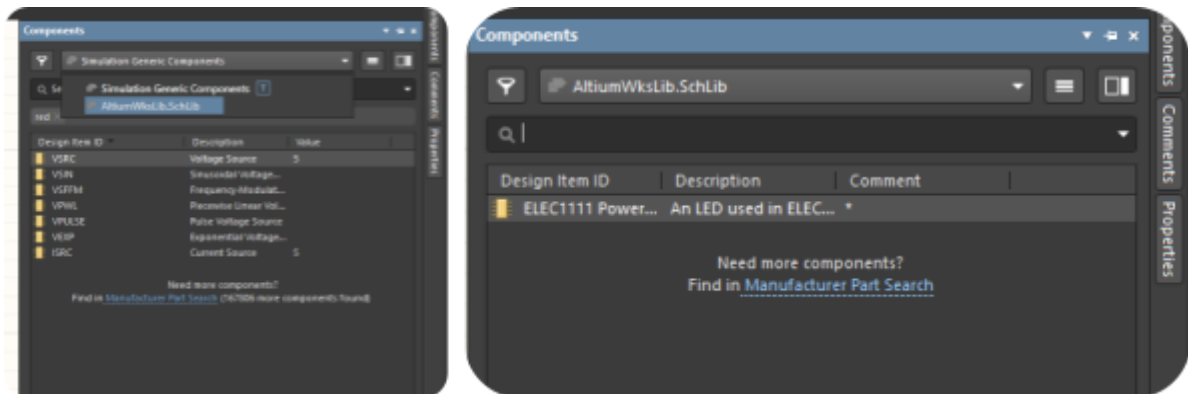 Components
Simulation Generic Components
Simulation Generic Components
AltiumWksLib.SchLib
Design Item ID Description Value
VSRC Voltage Source 5
VSIN Sinusoidal Voltage...
VSFFM Frequency-Modulat...
VPWL Piecewise Linear Vol...
VPULSE Pulse Voltage Source
VEXP Exponential Voltage...
ISRC Current Source 5
Need more components?
Find in Manufacturer Part Search (167806 more components found)
Components
Comments
Properties
Components
AltiumWksLib.SchLib
Design Item ID Description Comment
ELEC1111 Power... An LED used in ELEC... *
Need more components?
Find in Manufacturer Part Search
ponents
Comments
Properties